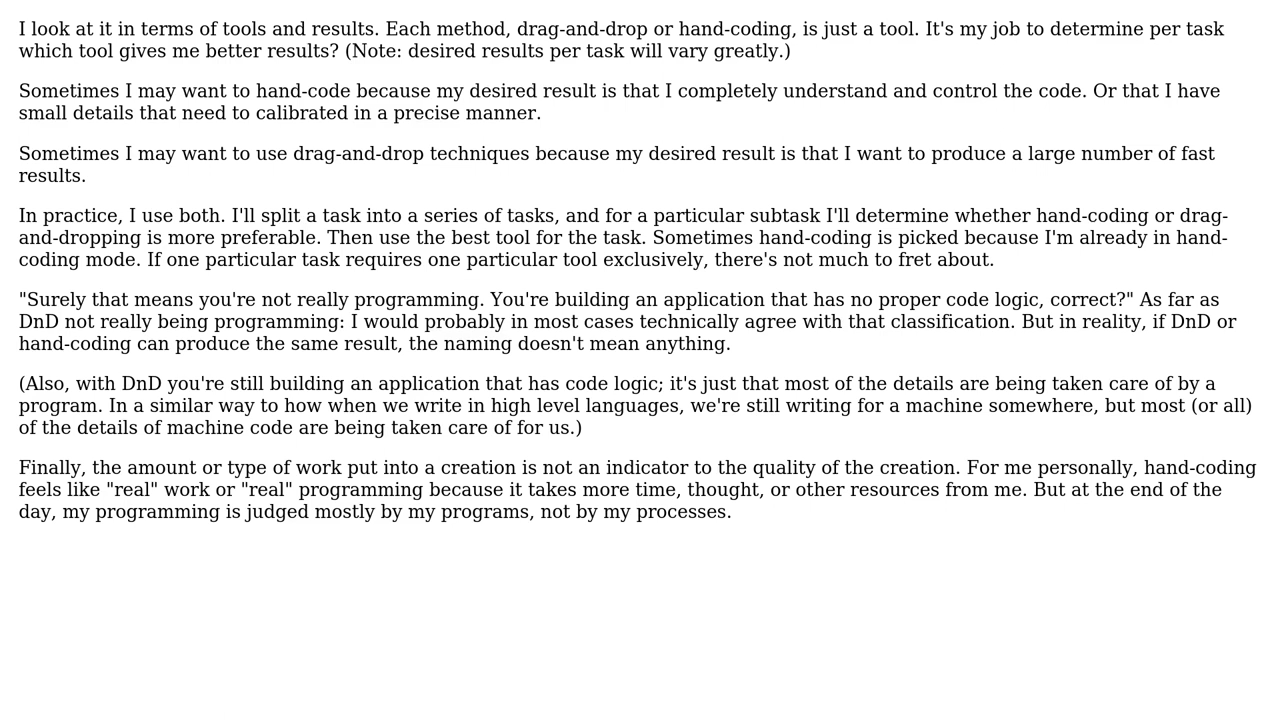 I look at it in terms of tools and results. Each method, drag-and-drop or hand-coding, is just a tool. It's my job to determine per task
which tool gives me better results? (Note: desired results per task will vary greatly.)
Sometimes I may want to hand-code because my desired result is that I completely understand and control the code. Or that I have
small details that need to calibrated in a precise manner.
Sometimes I may want to use drag-and-drop techniques because my desired result is that I want to produce a large number of fast
results.
In practice, I use both. I'll split a task into a series of tasks, and for a particular subtask I'll determine whether hand-coding or drag-
and-dropping is more preferable. Then use the best tool for the task. Sometimes hand-coding is picked because I'm already in hand-
coding mode. If one particular task requires one particular tool exclusively, there's not much to fret about.
"Surely that means you're not really programming. You're building an application that has no proper code logic, correct?" As far as
DnD not really being programming: I would probably in most cases technically agree with that classification. But in reality, if DnD or
hand-coding can produce the same result, the naming doesn't mean anything.
(Also, with DnD you're still building an application that has code logic; it's just that most of the details are being taken care of by a
program. In a similar way to how when we write in high level languages, we're still writing for a machine somewhere, but most (or all)
of the details of machine code are being taken care of for us.)
Finally, the amount or type of work put into a creation is not an indicator to the quality of the creation. For me personally, hand-coding
feels like "real" work or "real" programming because it takes more time, thought, or other resources from me. But at the end of the
day, my programming is judged mostly by my programs, not by my processes.